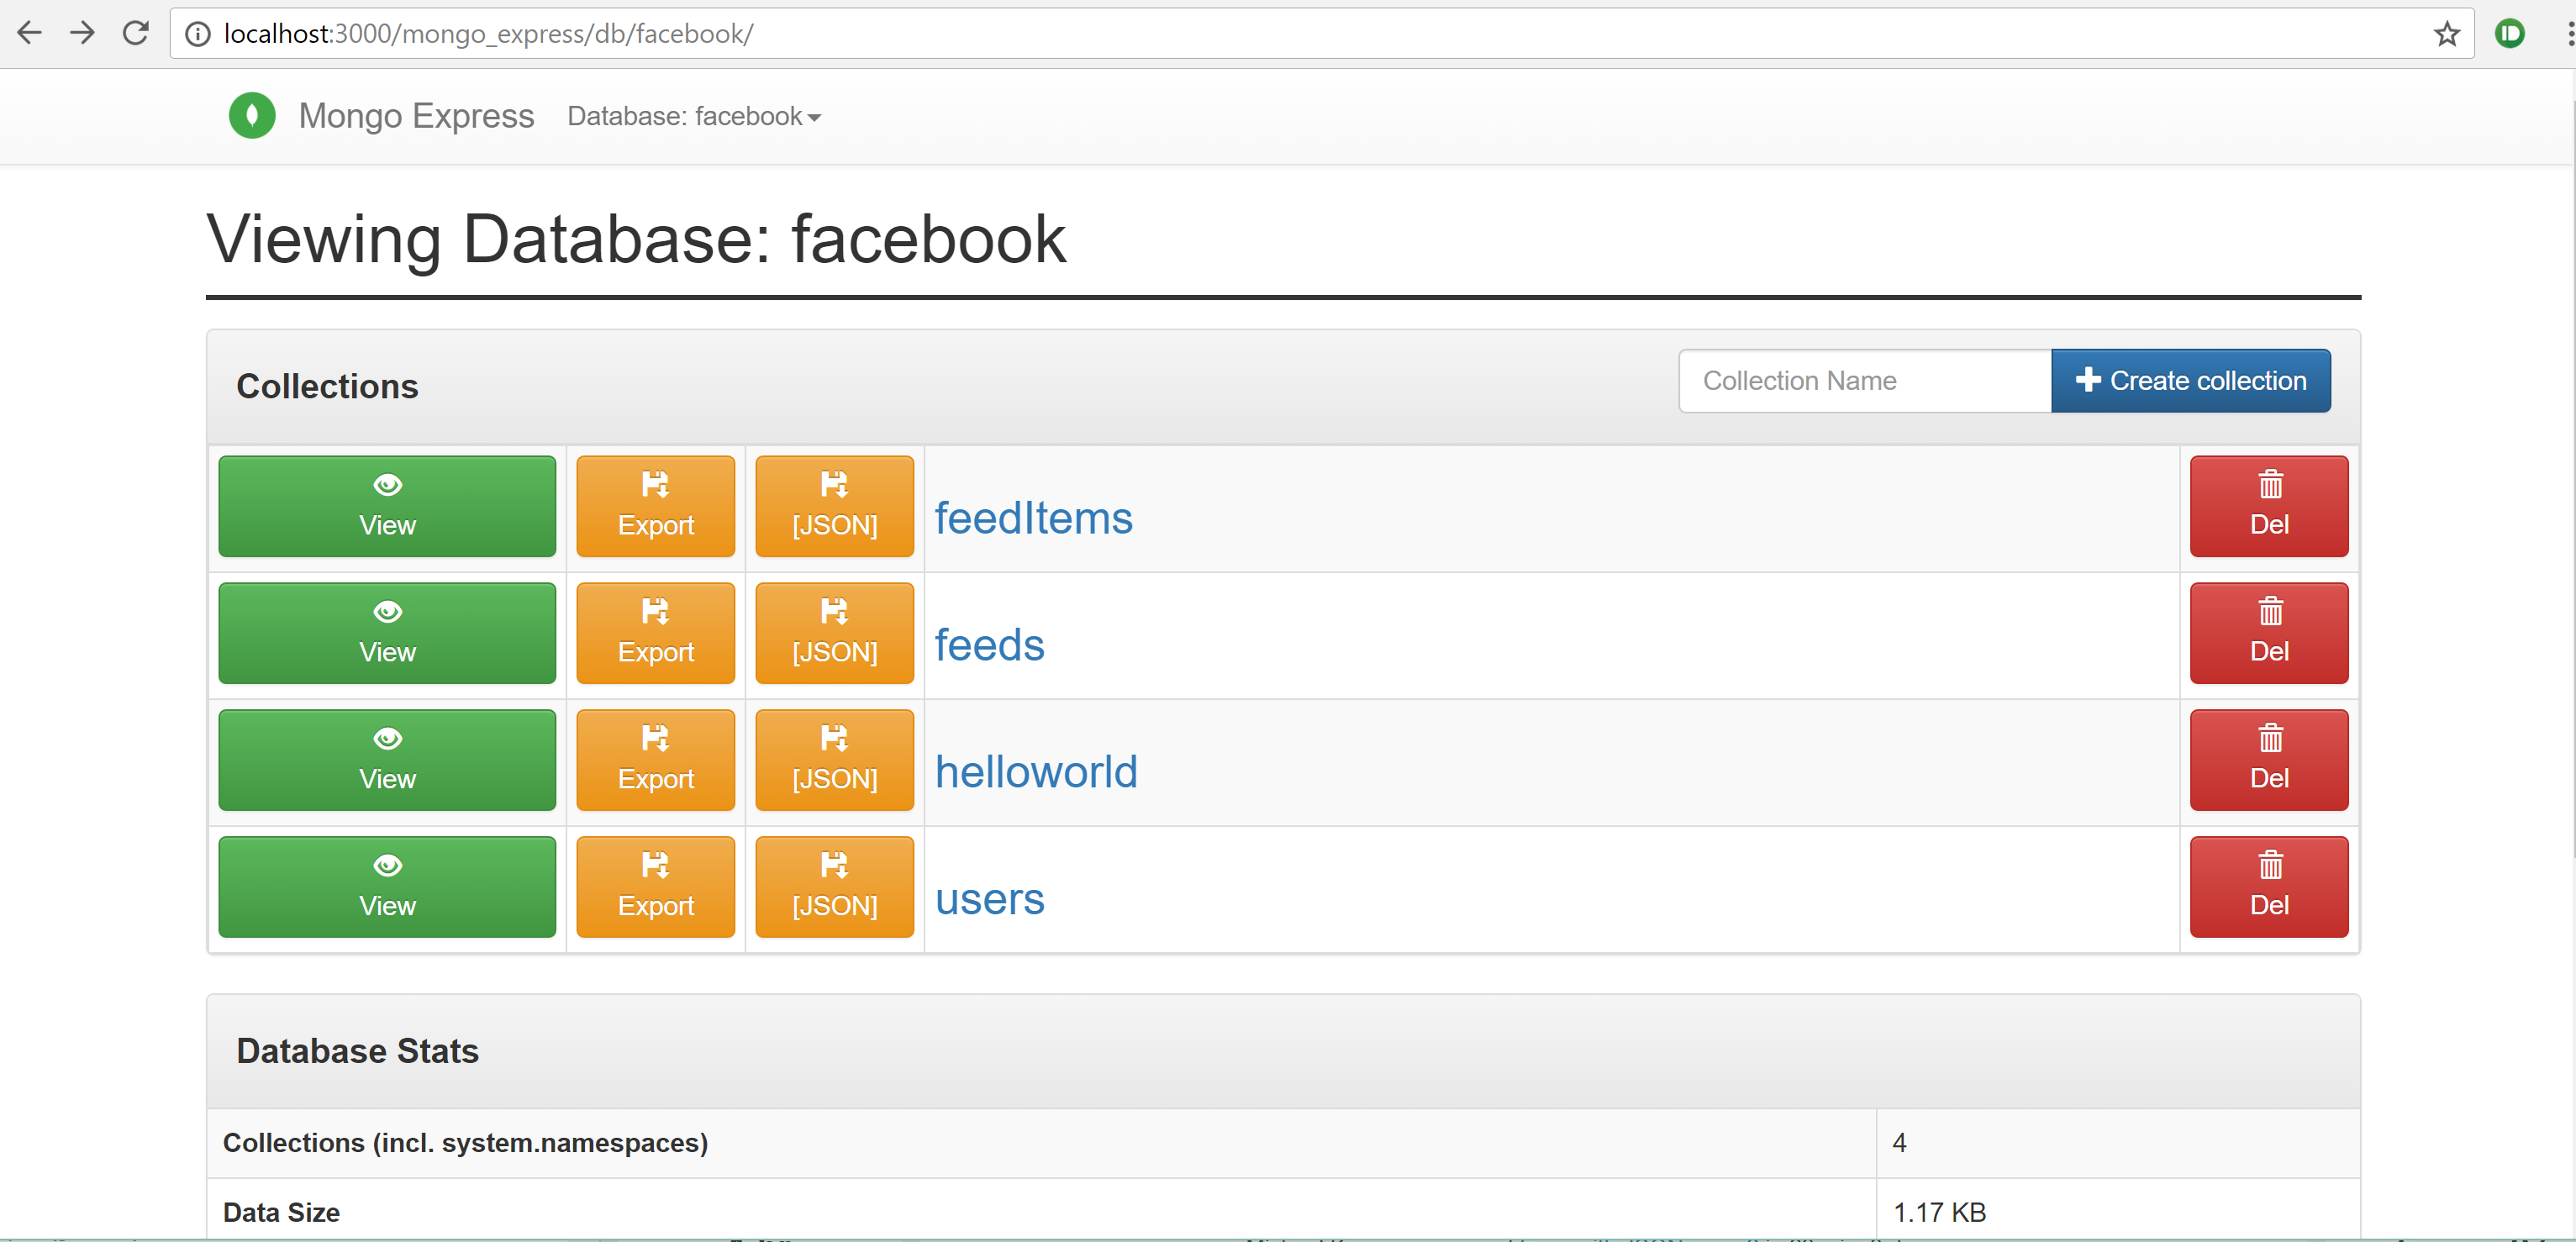 localhost:3000/mongo_express/db/facebook/
Mongo Express Database: facebook
Viewing Database: facebook
Collections
Collection Name
Create collection
View Export [JSON] feedItems Del
View Export [JSON] feeds Del
View Export [JSON] helloworld Del
View Export [JSON] users Del
Database Stats
Collections (incl. system.namespaces) 4
Data Size 1.17 KB